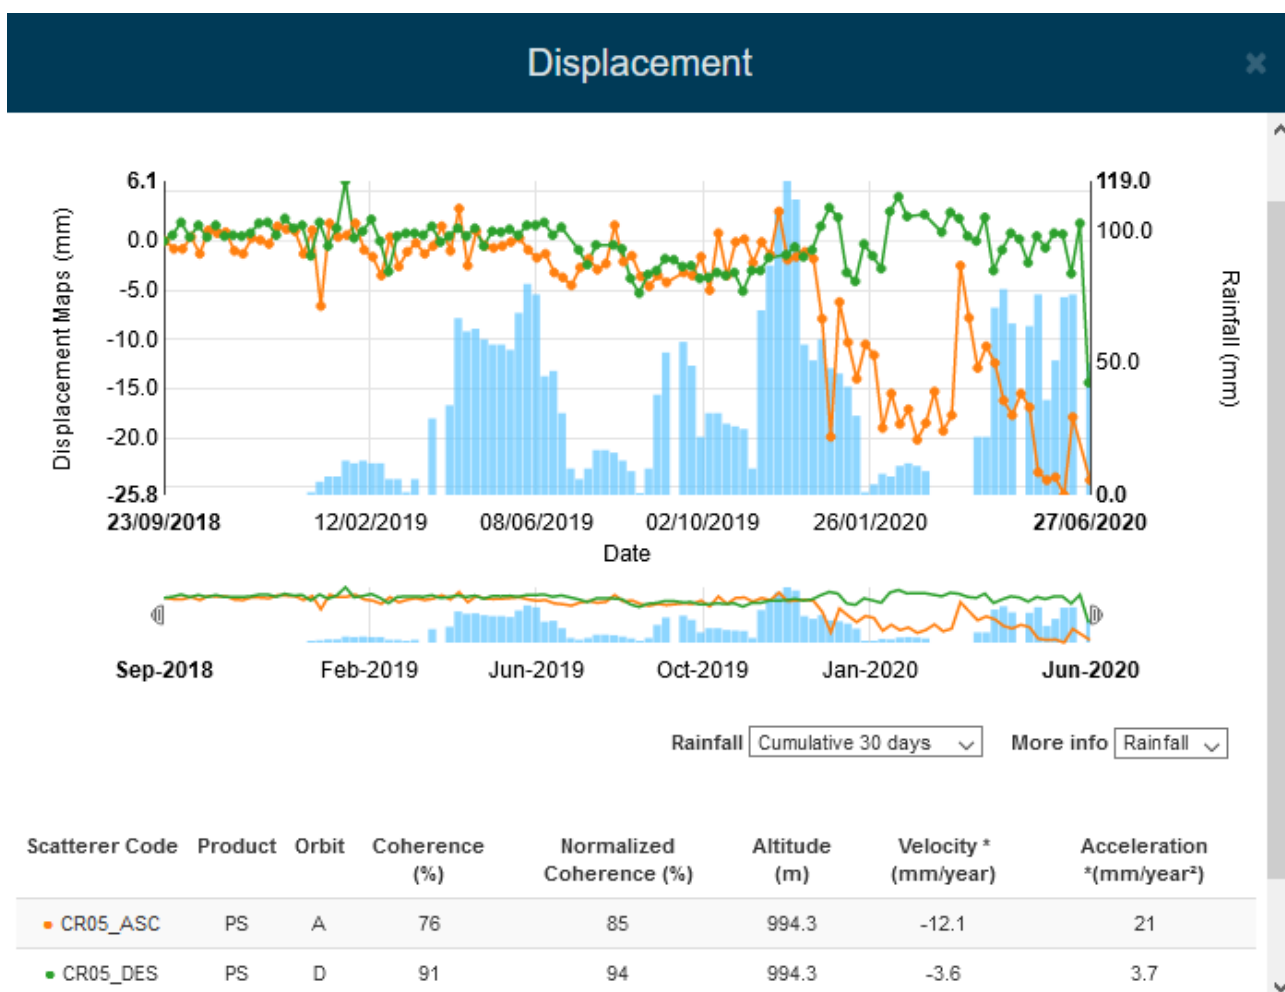 Displacement
6.1
0.0
-5.0
-10.0
-15.0
-20.0
-25.8
Displacement Maps (mm)
119.0
100.0
50.0
0.0
Rainfall (mm)
23/09/2018 12/02/2019 08/06/2019 02/10/2019 26/01/2020 27/06/2020
Date
Sep-2018 Feb-2019 Jun-2019 Oct-2019 Jan-2020 Jun-2020
Rainfall Cumulative 30 days More info Rainfall
Scatterer Code Product Orbit Coherence Normalized Altitude Velocity * Acceleration
(%) Coherence (%) (m) (mm/year) *(mm/year²)
CR05_ASC PS A 76 85 994.3 -12.1 21
CR05_DES PS D 91 94 994.3 -3.6 3.7